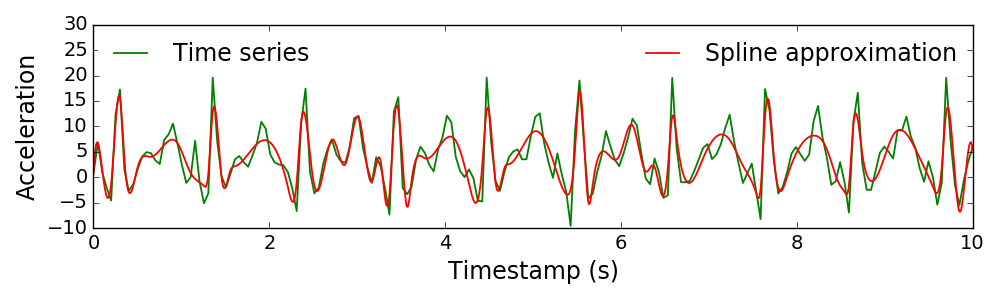 30
25
20
15
10
5
0
−5
−10
Acceleration
Time series
Spline approximation
0 2 4 6 8 10
Timestamp (s)